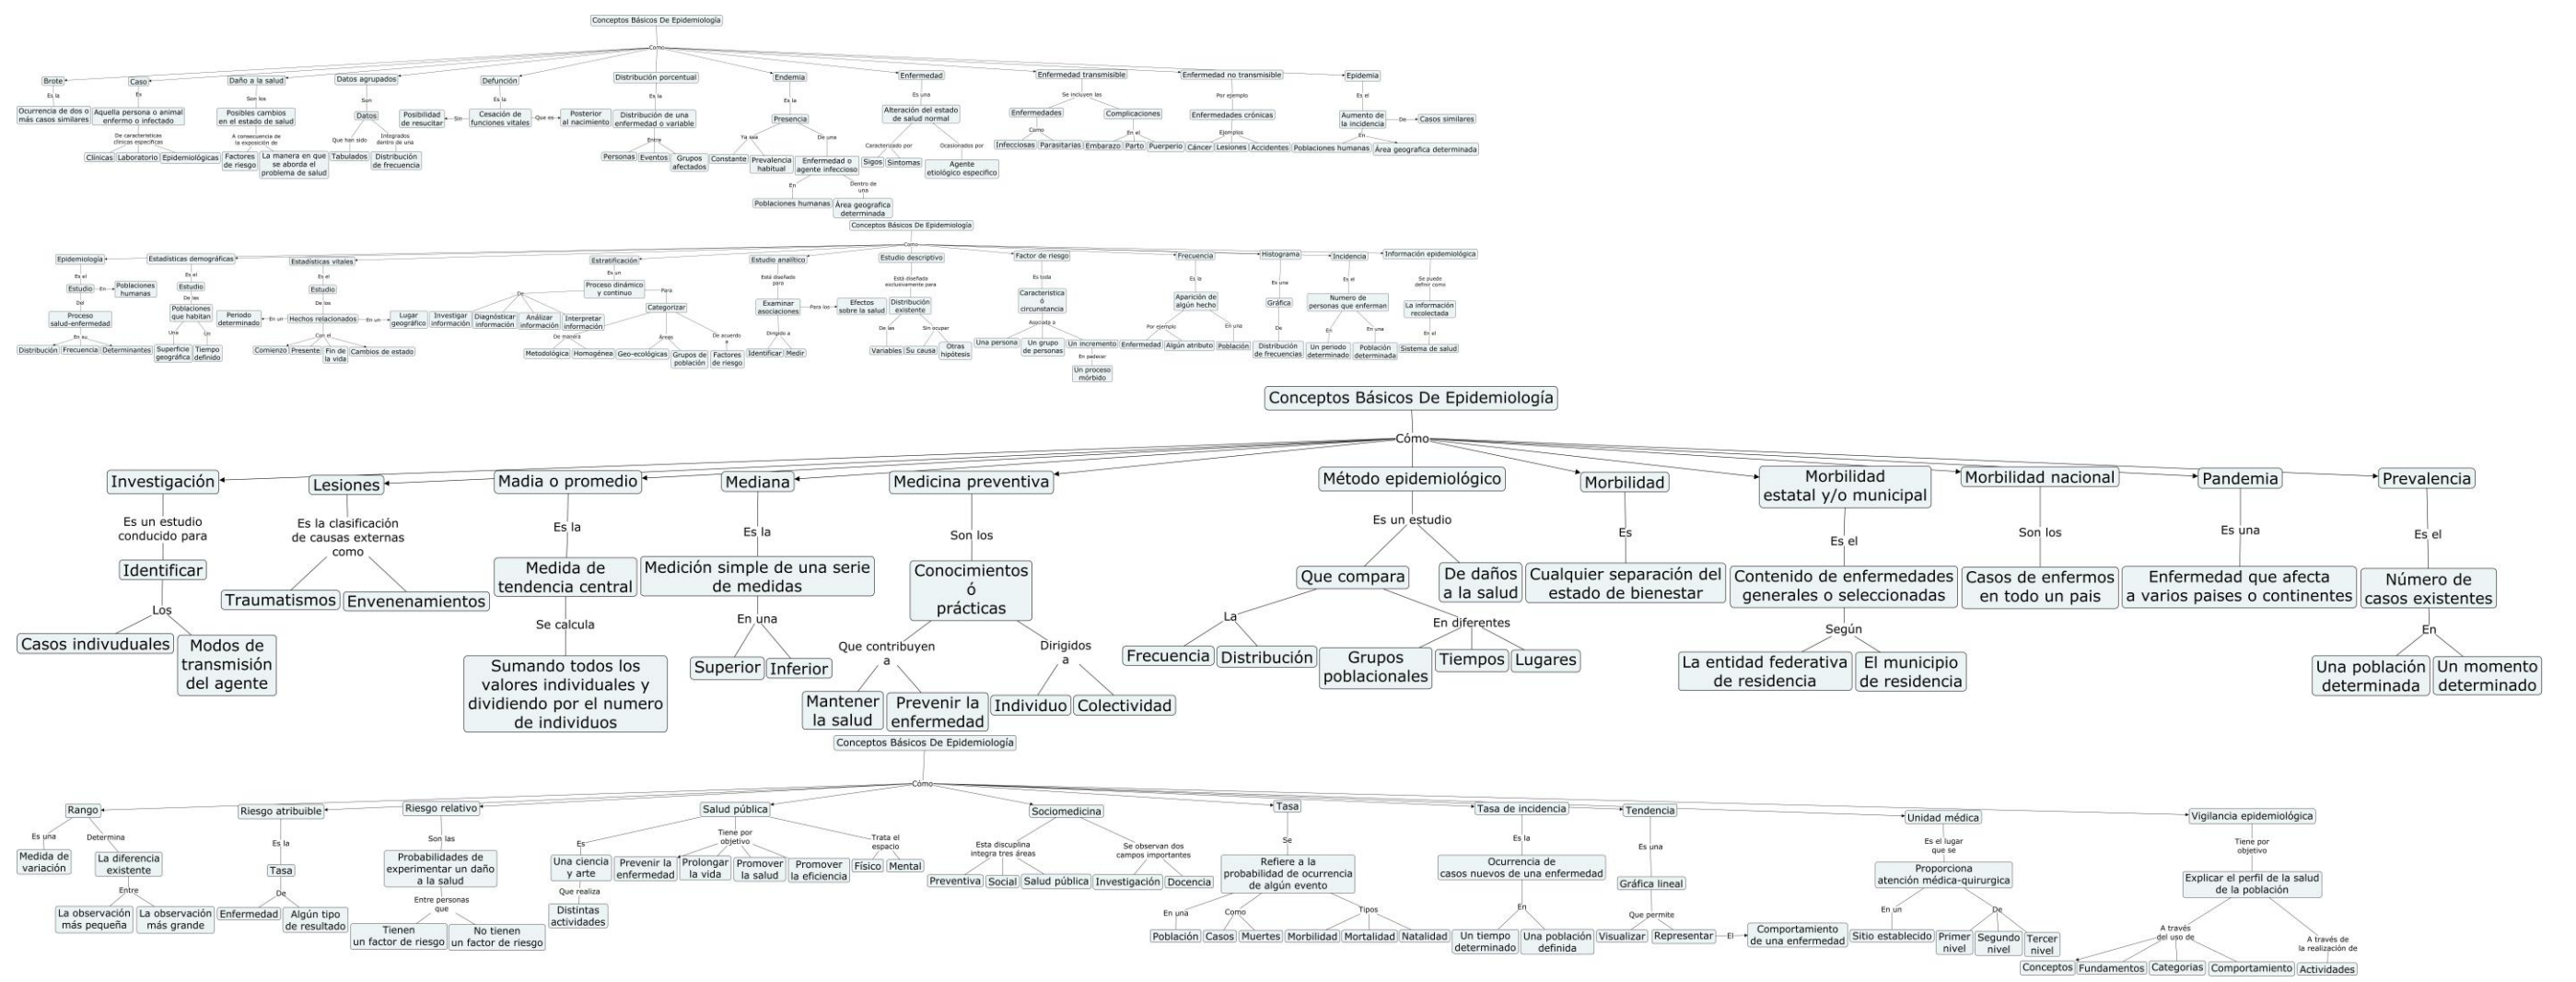 Conceptos Básicos De Epidemiología
Como
Brote
Caso
Daño a la salud
Datos agrupados
Defunción
Distribución porcentual
Endemia
Enfermedad
Enfermedad transmisible
Enfermedad no transmisible
Epidemia
Es la
Es
Son los
Sun
Es la
Es la
Es la
Es una
Se incluyen las
Por ejemplo
Es el
Ocurrencia de dos o
más casos similares
Aquella persona o animal
enfermo o infectado
Posibles cambios
en el estado de salud
Datos
Posibilidad
de resucitar
Sin
Cesación de
funciones vitales
Que es
Posterior
al nacimiento
Distribución de una
enfermedad o variable
Presencia
Alteración del estado
de salud normal
Enfermedades
Complicaciones
Enfermedades crónicas
Aumento de
la incidencia
De
Casos similares
De características
clínicas específicas
A consecuencia de
la exposición de
Que han sido
Integrados
dentro de una
Entre
Ya sea
De una
Caracterizado por
Ocasionados por
Como
En el
Ejemplos
En
Clínicas
Laboratorio
Epidemiológicas
Factores
de riesgo
La manera en que
se aborda el
problema de salud
Tabulados
Distribución
de frecuencia
Personas
Eventos
Grupos
afectados
Constante
Prevalencia
habitual
Enfermedad o
agente infeccioso
Sigos
Sintomas
Agente
etiológico especifico
Infecciosas
Parasitarias
Embarazo
Parto
Puerperio
Cáncer
Lesiones
Accidentes
Poblaciones humanas
Área geografica determinada
En
Dentro de
una
Poblaciones humanas
Área geografica
determinada
Conceptos Básicos De Epidemiología
Como
Epidemiología
Estadísticas demográficas
Estadísticas vitales
Estratificación
Estudio analítico
Estudio descriptivo
Factor de riesgo
Frecuencia
Histograma
Incidencia
Información epidemiológica
Es el
Es el
Es el
Es un
Está diseñado
para
Está diseñada
exclusivamente para
Es toda
Es la
Es una
Es el
Se puede
definir como
Estudio
En
Poblaciones
humanas
Estudio
Estudio
Proceso dinámico
y continuo
Examinar
asociaciones
Para los
Efectos
sobre la salud
Distribución
existente
Característica
ó
circunstancia
Aparición de
algún hecho
Gráfica
Numero de
personas que enferman
La información
recolectada
Del
De las
De los
De
Para
Proceso
salud-enfermedad
Poblaciones
que habitan
Periodo
determinado
En un
Hechos relacionados
En un
Lugar
geográfico
Investigar
información
Diagnósticar
información
Análizar
información
Interpretar
información
Categorizar
En su
Una
Un
Con el
De manera
Áreas
De acuerdo
a
Dirigido a
De las
Sin ocupar
Asociada a
Por ejemplo
En una
De
En
En una
En el
Distribución
Frecuencia
Determinantes
Superficie
geográfica
Tiempo
definido
Comienzo
Presente
Fin de
la vida
Cambios de estado
Metodológica
Homogénea
Geo-ecológicas
Grupos de
población
Factores
de riesgo
Identificar
Medir
Variables
Su causa
Otras
hipótesis
Una persona
Un grupo
de personas
Un incremento
Enfermedad
Algún atributo
Población
Distribución
de frecuencias
Un periodo
determinado
Población
determinada
Sistema de salud
En padecer
Un proceso
mórbido
Conceptos Básicos De Epidemiología
Cómo
Investigación
Lesiones
Madia o promedio
Mediana
Medicina preventiva
Método epidemiológico
Morbilidad
Morbilidad
estatal y/o municipal
Morbilidad nacional
Pandemia
Prevalencia
Es un estudio
conducido para
Es la clasificación
de causas externas
como
Es la
Es la
Son los
Es un estudio
Es
Es el
Son los
Es una
Es el
Identificar
Medida de
tendencia central
Medición simple de una serie
de medidas
Conocimientos
ó
prácticas
Que compara
De daños
a la salud
Cualquier separación del
estado de bienestar
Contenido de enfermedades
generales o seleccionadas
Casos de enfermos
en todo un pais
Enfermedad que afecta
a varios paises o continentes
Número de
casos existentes
Los
Traumatismos
Envenenamientos
Se calcula
En una
Que contribuyen
a
Dirigidos
a
La
En diferentes
Según
En
Casos indivuduales
Modos de
transmisión
del agente
Sumando todos los
valores individuales y
dividiendo por el numero
de individuos
Superior
Inferior
Mantener
la salud
Prevenir la
enfermedad
Individuo
Colectividad
Frecuencia
Distribución
Grupos
poblacionales
Tiempos
Lugares
La entidad federativa
de residencia
El municipio
de residencia
Una población
determinada
Un momento
determinado
Conceptos Básicos De Epidemiología
Cómo
Rango
Riesgo atribuible
Riesgo relativo
Salud pública
Sociomedicina
Tasa
Tasa de incidencia
Tendencia
Unidad médica
Vigilancia epidemiológica
Es una
Determina
Es la
Son las
Es
Tiene por
objetivo
Trata el
espacio
Esta discuplina
integra tres áreas
Se observan dos
campos importantes
Se
Es la
Es una
Es el lugar
que se
Tiene por
objetivo
Medida de
variación
La diferencia
existente
Tasa
Probabilidades de
experimentar un daño
a la salud
Una ciencia
y arte
Prevenir la
enfermedad
Prolongar
la vida
Promover
la salud
Promover
la eficiencia
Físico
Mental
Preventiva
Social
Salud pública
Investigación
Docencia
Refiere a la
probabilidad de ocurrencia
de algún evento
Ocurrencia de
casos nuevos de una enfermedad
Gráfica lineal
Proporciona
atención médica-quirurgica
Explicar el perfil de la salud
de la población
Entre
De
Entre personas
que
Que realiza
En una
Como
Tipos
En
Que permite
En un
De
A través
del uso de
A través de
la realización de
La observación
más pequeña
La observación
más grande
Enfermedad
Algún tipo
de resultado
Tienen
un factor de riesgo
No tienen
un factor de riesgo
Distintas
actividades
Población
Casos
Muertes
Morbilidad
Mortalidad
Natalidad
Un tiempo
determinado
Una población
definida
Visualizar
Representar
El
Comportamiento
de una enfermedad
Sitio establecido
Primer
nivel
Segundo
nivel
Tercer
nivel
Conceptos
Fundamentos
Categorias
Comportamiento
Actividades